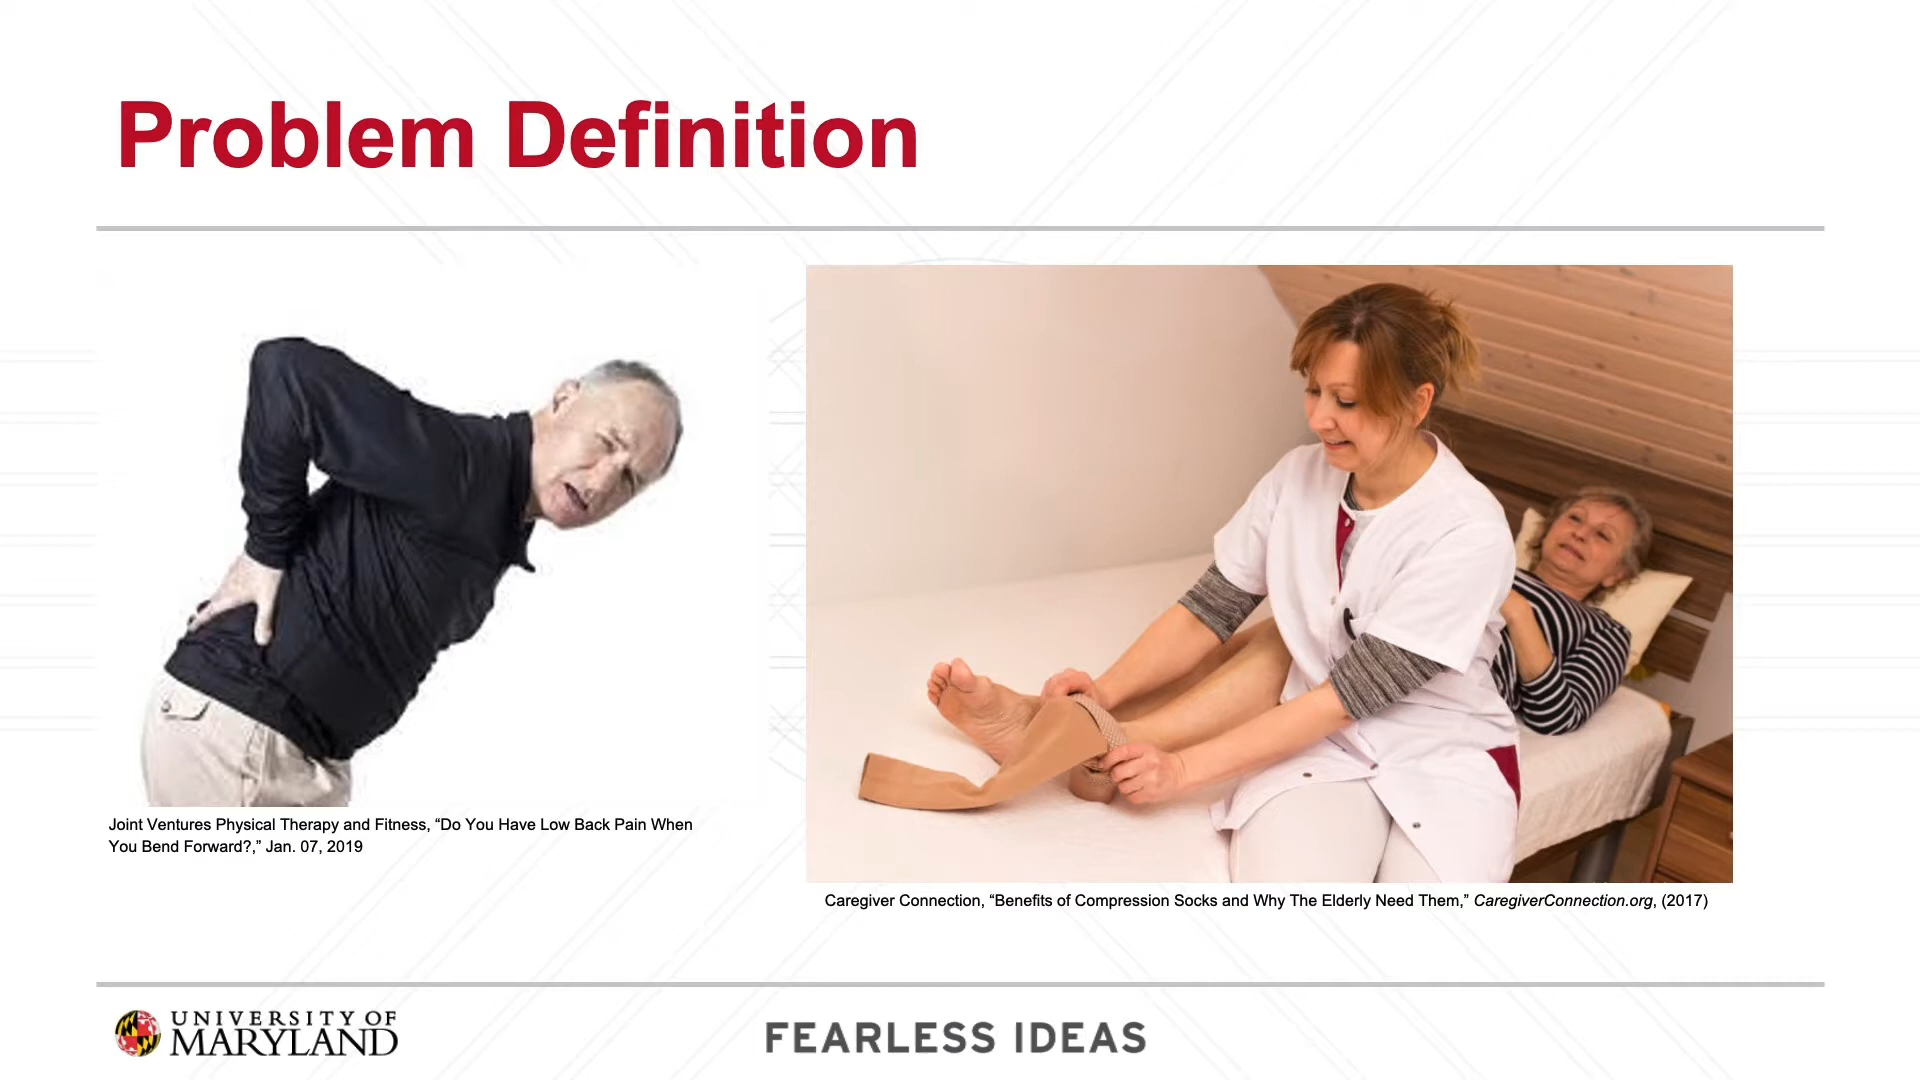 Problem Definition
Joint Ventures Physical Therapy and Fitness, “Do You Have Low Back Pain When
You Bend Forward?,” Jan. 07, 2019
Caregiver Connection, “Benefits of Compression Socks and Why The Elderly Need Them,” CaregiverConnection.org, (2017)
UNIVERSITY OF
MARYLAND
FEARLESS IDEAS